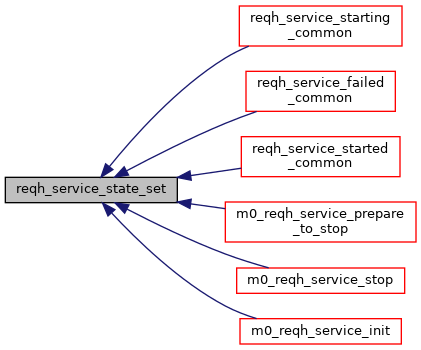 reqh_service_starting
_common
reqh_service_failed
_common
reqh_service_started
_common
reqh_service_state_set
m0_reqh_service_prepare
_to_stop
m0_reqh_service_stop
m0_reqh_service_init